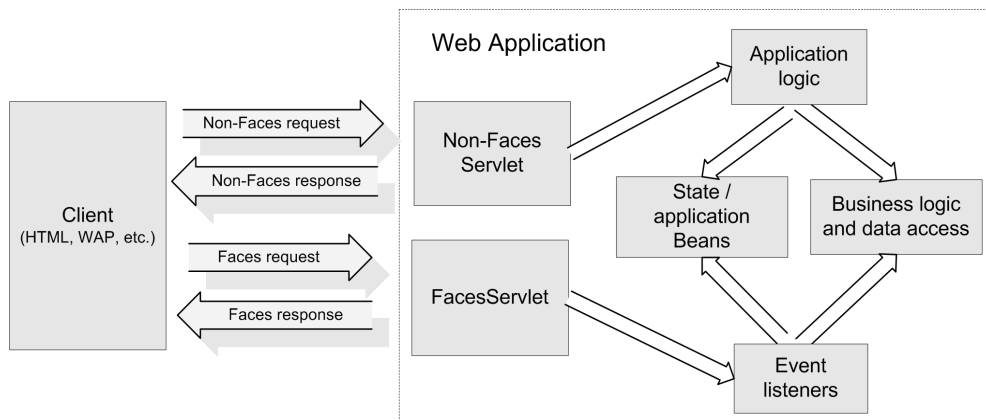 Web Application
Application
logic
Non-Faces request
Non-Faces
Servlet
Non-Faces response
Client
(HTML, WAP, etc.)
State /
application
Beans
Business logic
and data access
Faces request
FacesServlet
Faces response
Event
listeners